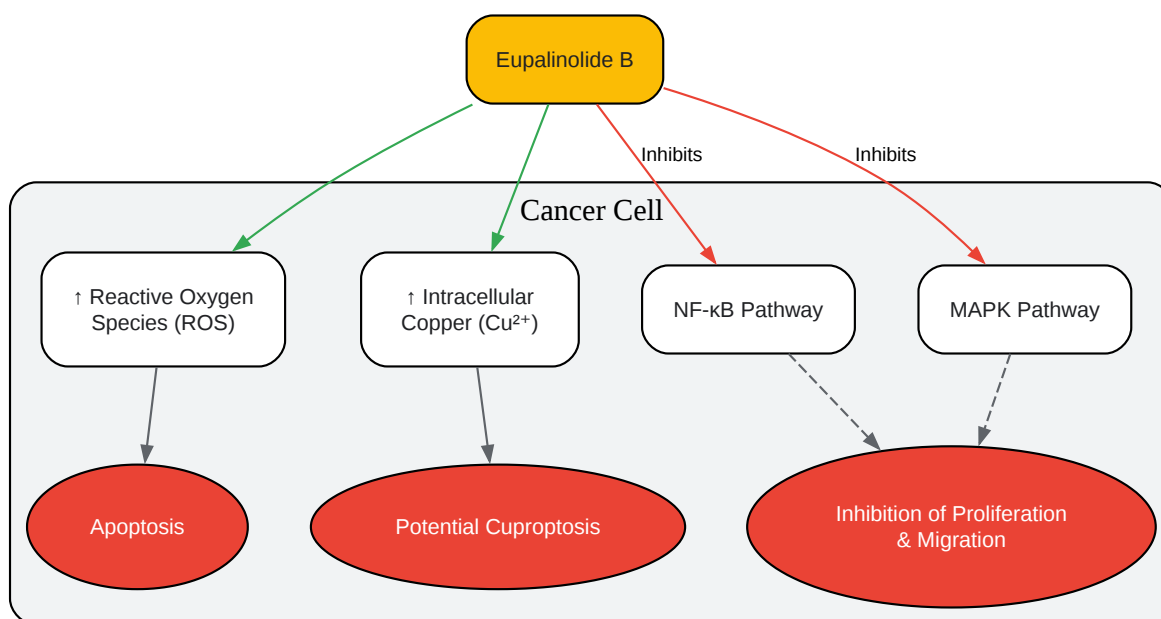 Eupalinolide B
Inhibits
Inhibits
Cancer Cell
↑ Reactive Oxygen
Species (ROS)
↑ Intracellular
Copper (Cu²⁺)
NF-κB Pathway
MAPK Pathway
Apoptosis
Potential Cuproptosis
Inhibition of Proliferation
& Migration